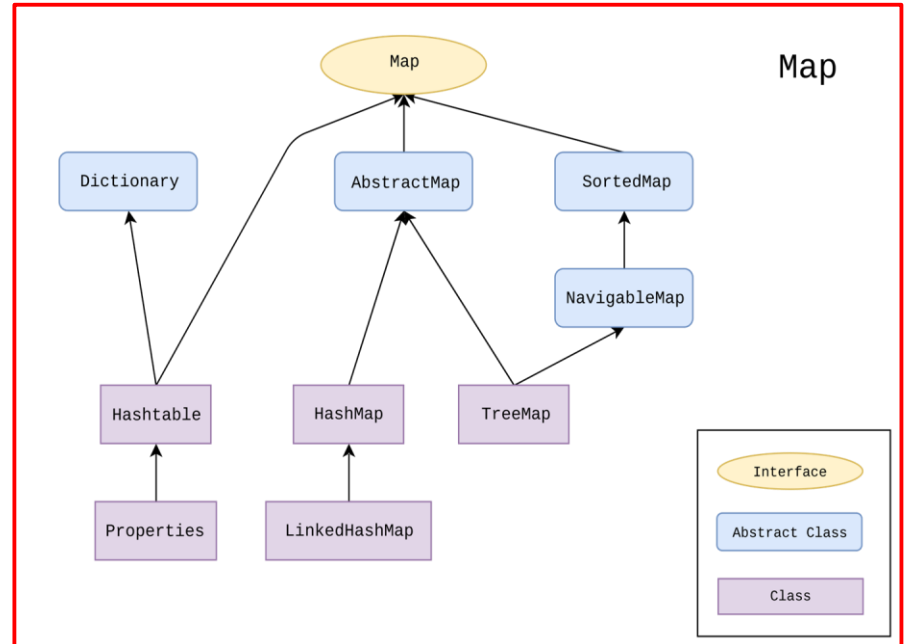 Map
Map
Dictionary
AbstractMap
SortedMap
NavigableMap
Hashtable
HashMap
TreeMap
Properties
LinkedHashMap
Interface
Abstract Class
Class